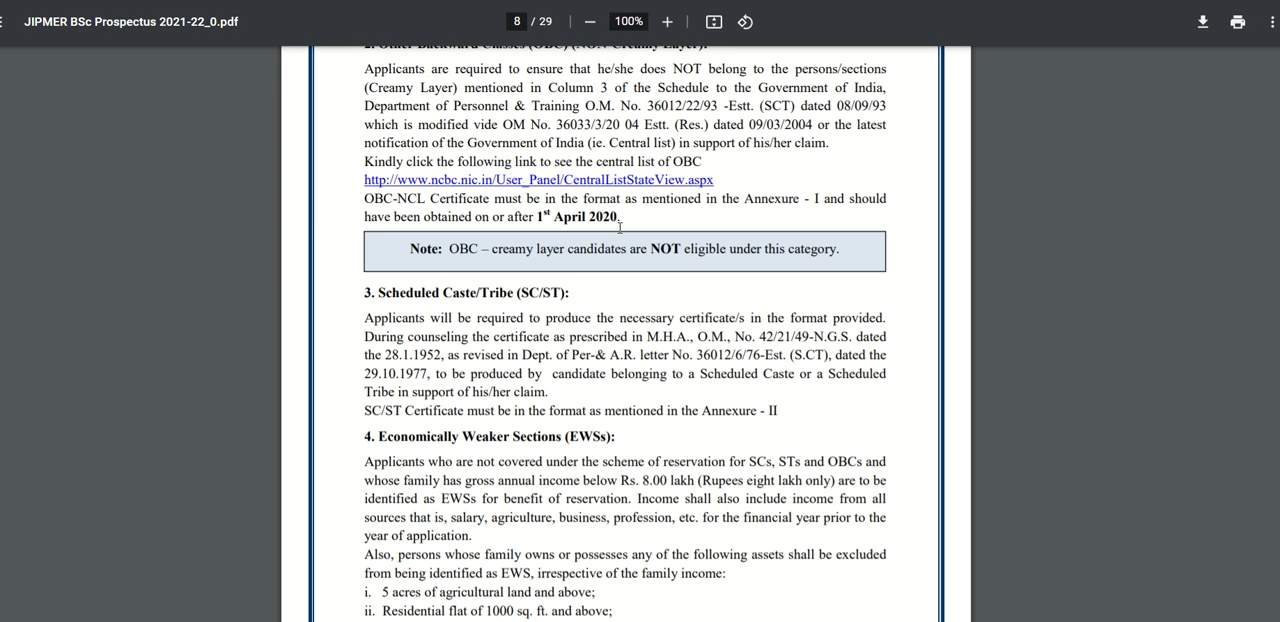 JIPMER BSc Prospectus 2021-22_0.pdf
8 / 29
100%
2. Other Backward Classes (OBC) (NON Creamy Layer):
Applicants are required to ensure that he/she does NOT belong to the persons/sections
(Creamy Layer) mentioned in Column 3 of the Schedule to the Government of India,
Department of Personnel & Training O.M. No. 36012/22/93 -Estt. (SCT) dated 08/09/93
which is modified vide OM No. 36033/3/20 04 Estt. (Res.) dated 09/03/2004 or the latest
notification of the Government of India (ie. Central list) in support of his/her claim.
Kindly click the following link to see the central list of OBC
http://www.ncbc.nic.in/User_Panel/CentralListStateView.aspx
OBC-NCL Certificate must be in the format as mentioned in the Annexure - I and should
have been obtained on or after 1st April 2020.
Note: OBC – creamy layer candidates are NOT eligible under this category.
3. Scheduled Caste/Tribe (SC/ST):
Applicants will be required to produce the necessary certificate/s in the format provided.
During counseling the certificate as prescribed in M.H.A., O.M., No. 42/21/49-N.G.S. dated
the 28.1.1952, as revised in Dept. of Per-& A.R. letter No. 36012/6/76-Est. (S.CT), dated the
29.10.1977, to be produced by candidate belonging to a Scheduled Caste or a Scheduled
Tribe in support of his/her claim.
SC/ST Certificate must be in the format as mentioned in the Annexure - II
4. Economically Weaker Sections (EWSs):
Applicants who are not covered under the scheme of reservation for SCs, STs and OBCs and
whose family has gross annual income below Rs. 8.00 lakh (Rupees eight lakh only) are to be
identified as EWSs for benefit of reservation. Income shall also include income from all
sources that is, salary, agriculture, business, profession, etc. for the financial year prior to the
year of application.
Also, persons whose family owns or possesses any of the following assets shall be excluded
from being identified as EWS, irrespective of the family income:
i. 5 acres of agricultural land and above;
ii. Residential flat of 1000 sq. ft. and above;